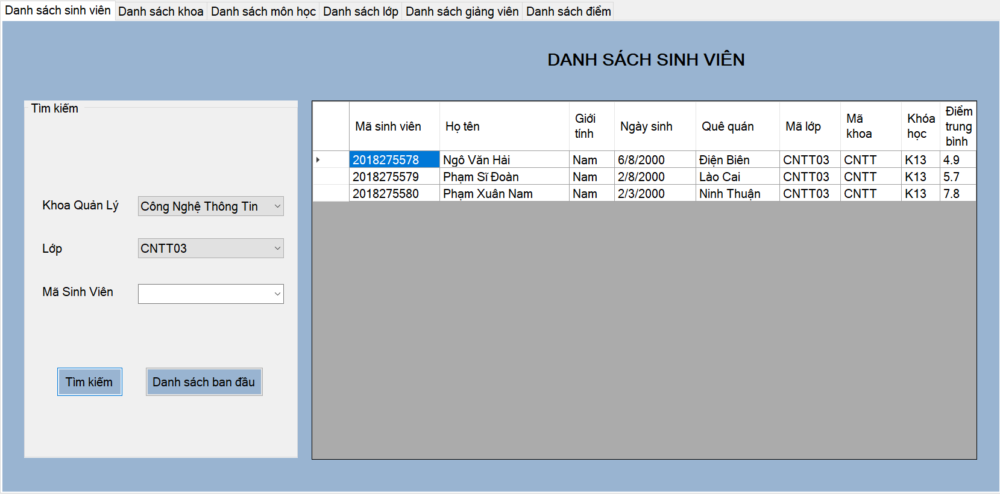 Danh sách sinh viên Danh sách khoa Danh sách môn học Danh sách lớp Danh sách giảng viên Danh sách điểm
DANH SÁCH SINH VIÊN
Tìm kiếm
Khoa Quản Lý Công Nghệ Thông Tin
Lớp CNTT03
Mã Sinh Viên
Tìm kiếm Danh sách ban đầu
Mã sinh viên Họ tên Giới tính Ngày sinh Quê quán Mã lớp Mã khoa Khóa học Điểm trung bình
2018275578 Ngô Văn Hải Nam 6/8/2000 Điện Biên CNTT03 CNTT K13 4.9
2018275579 Phạm Sĩ Đoàn Nam 2/8/2000 Lào Cai CNTT03 CNTT K13 5.7
2018275580 Phạm Xuân Nam Nam 2/3/2000 Ninh Thuận CNTT03 CNTT K13 7.8